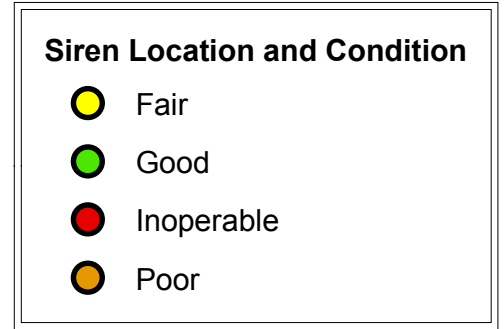 Siren Location and Condition
Fair
Good
Inoperable
Poor